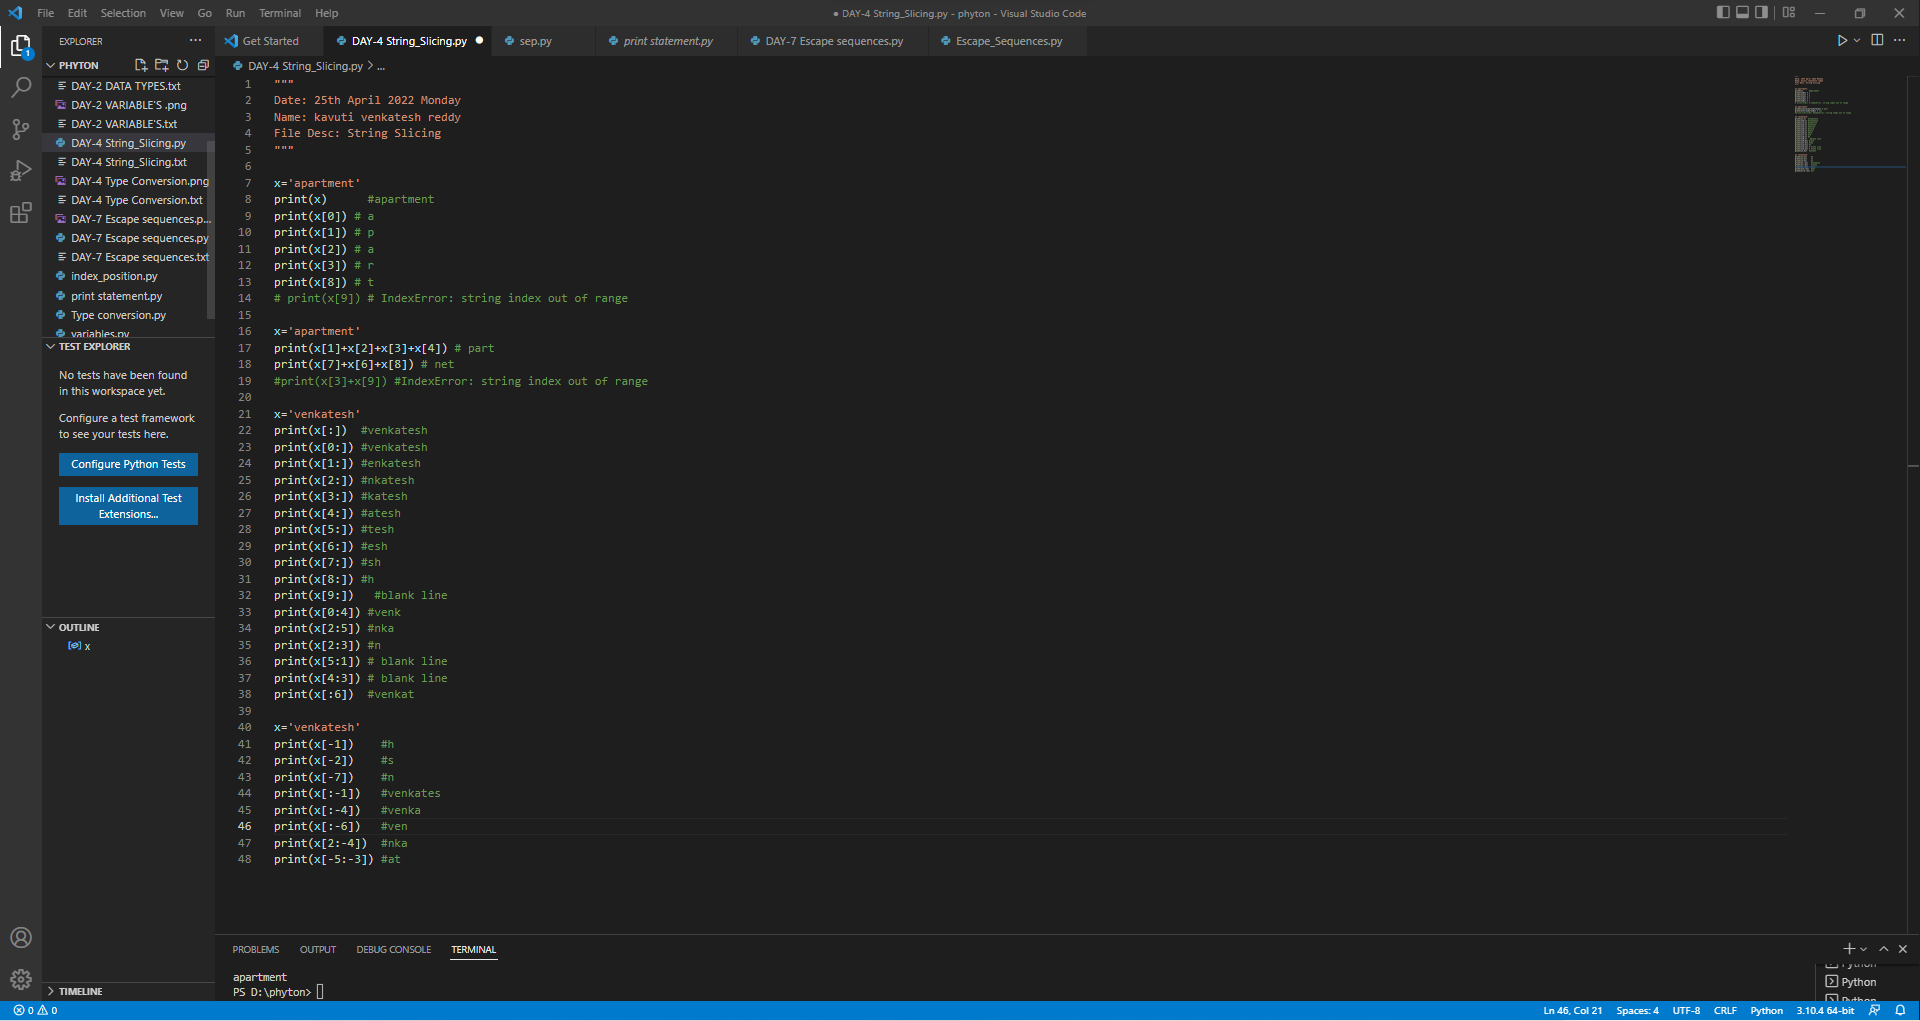 File Edit Selection View Go Run Terminal Help
● DAY-4 String_Slicing.py - phyton - Visual Studio Code
EXPLORER
Get Started
DAY-4 String_Slicing.py
sep.py
print statement.py
DAY-7 Escape sequences.py
Escape_Sequences.py
1
PHYTON
DAY-2 DATA TYPES.txt
DAY-2 VARIABLE'S .png
DAY-2 VARIABLE'S.txt
DAY-4 String_Slicing.py
DAY-4 String_Slicing.txt
DAY-4 Type Conversion.png
DAY-4 Type Conversion.txt
DAY-7 Escape sequences.p...
DAY-7 Escape sequences.py
DAY-7 Escape sequences.txt
index_position.py
print statement.py
Type conversion.py
variables.py
TEST EXPLORER
No tests have been found
in this workspace yet.
Configure a test framework
to see your tests here.
Configure Python Tests
Install Additional Test
Extensions...
OUTLINE
x
TIMELINE
DAY-4 String_Slicing.py > ...
1 """
2 Date: 25th April 2022 Monday
3 Name: kavuti venkatesh reddy
4 File Desc: String Slicing
5 """
6
7 x='apartment'
8 print(x)      #apartment
9 print(x[0]) # a
10 print(x[1]) # p
11 print(x[2]) # a
12 print(x[3]) # r
13 print(x[8]) # t
14 # print(x[9]) # IndexError: string index out of range
15
16 x='apartment'
17 print(x[1]+x[2]+x[3]+x[4]) # part
18 print(x[7]+x[6]+x[8]) # net
19 #print(x[3]+x[9]) #IndexError: string index out of range
20
21 x='venkatesh'
22 print(x[:])  #venkatesh
23 print(x[0:]) #venkatesh
24 print(x[1:]) #enkatesh
25 print(x[2:]) #nkatesh
26 print(x[3:]) #katesh
27 print(x[4:]) #atesh
28 print(x[5:]) #tesh
29 print(x[6:]) #esh
30 print(x[7:]) #sh
31 print(x[8:]) #h
32 print(x[9:])   #blank line
33 print(x[0:4]) #venk
34 print(x[2:5]) #nka
35 print(x[2:3]) #n
36 print(x[5:1]) # blank line
37 print(x[4:3]) # blank line
38 print(x[:6])  #venkat
39
40 x='venkatesh'
41 print(x[-1])    #h
42 print(x[-2])    #s
43 print(x[-7])    #n
44 print(x[:-1])   #venkates
45 print(x[:-4])   #venka
46 print(x[:-6])   #ven
47 print(x[2:-4])  #nka
48 print(x[-5:-3]) #at
PROBLEMS OUTPUT DEBUG CONSOLE TERMINAL
apartment
PS D:\phyton>
Python
Python
Python
0 0
Ln 46, Col 21 Spaces: 4 UTF-8 CRLF Python 3.10.4 64-bit